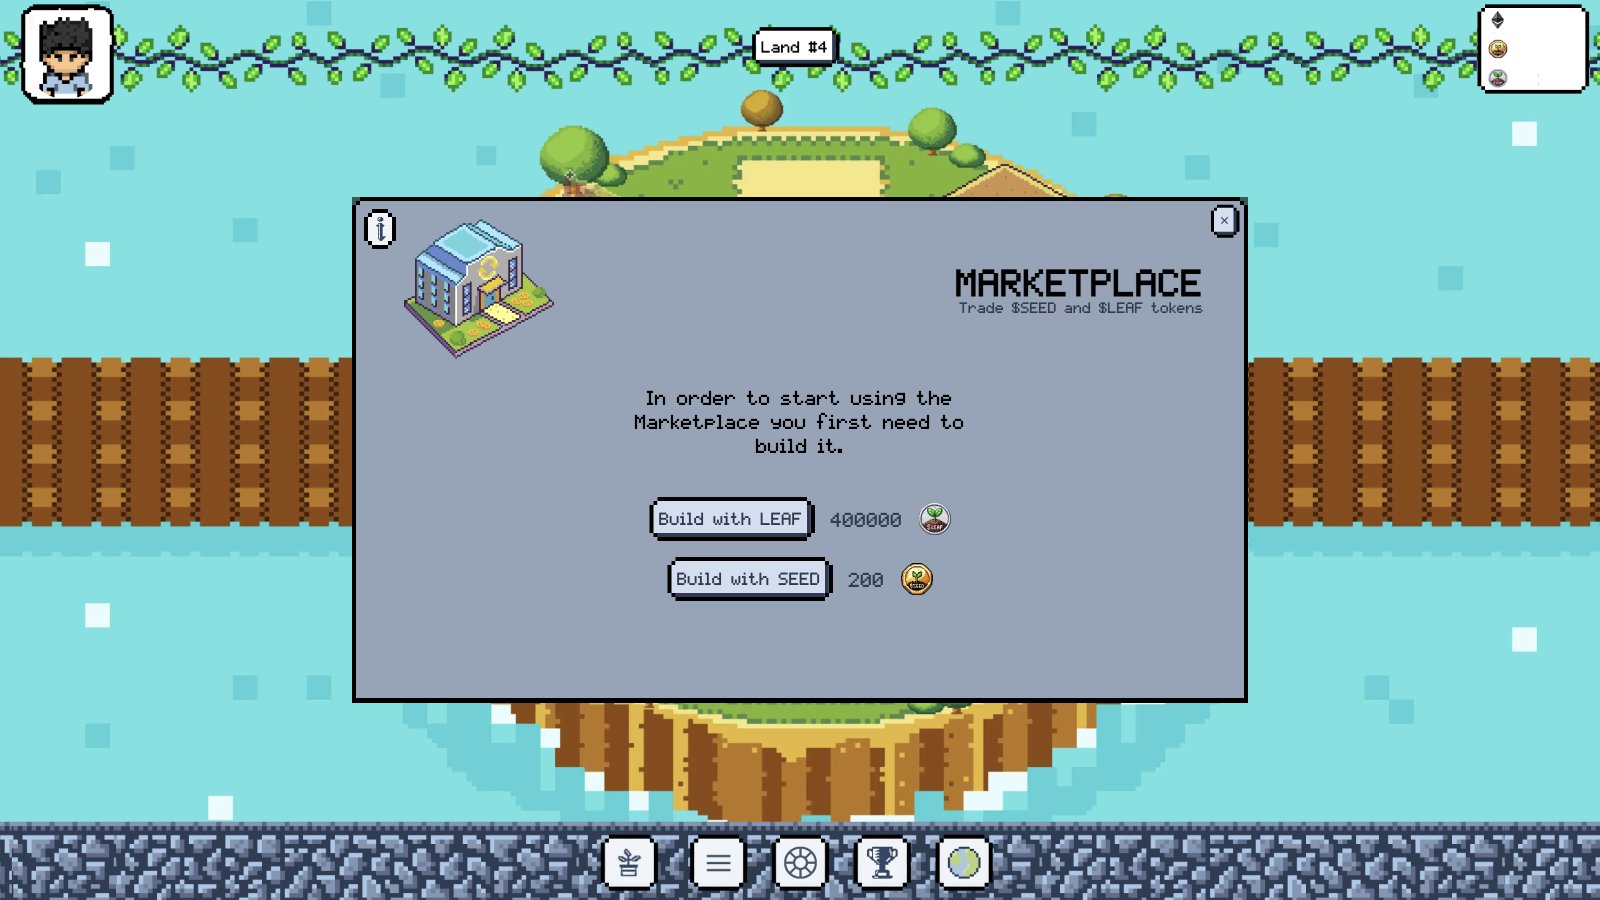 Land #4
MARKETPLACE
Trade $SEED and $LEAF tokens
In order to start using the
Marketplace you first need to
build it.
Build with LEAF 400000
Build with SEED 200